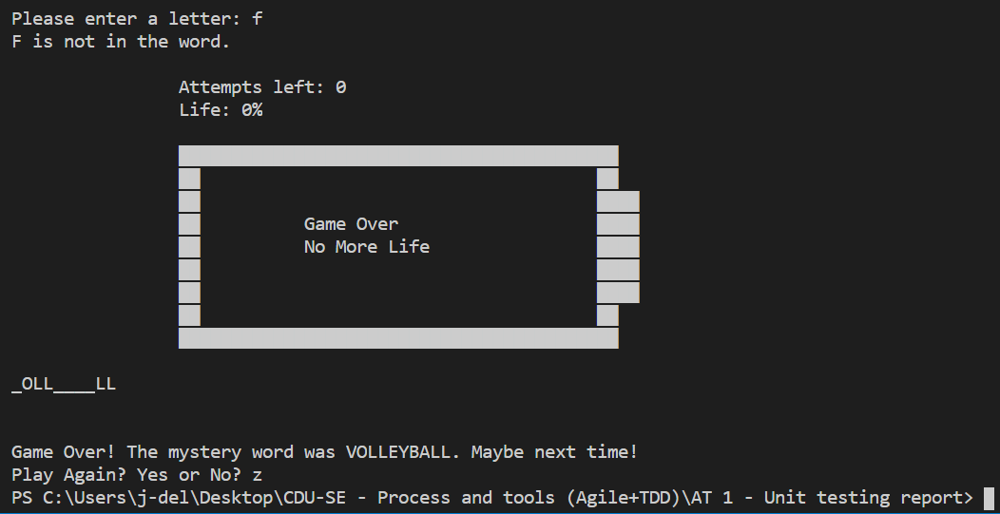 Please enter a letter: f
F is not in the word.
Attempts left: 0
Life: 0%
Game Over
No More Life
_OLL____LL
Game Over! The mystery word was VOLLEYBALL. Maybe next time!
Play Again? Yes or No? z
PS C:\Users\j-del\Desktop\CDU-SE - Process and tools (Agile+TDD)\AT 1 - Unit testing report>